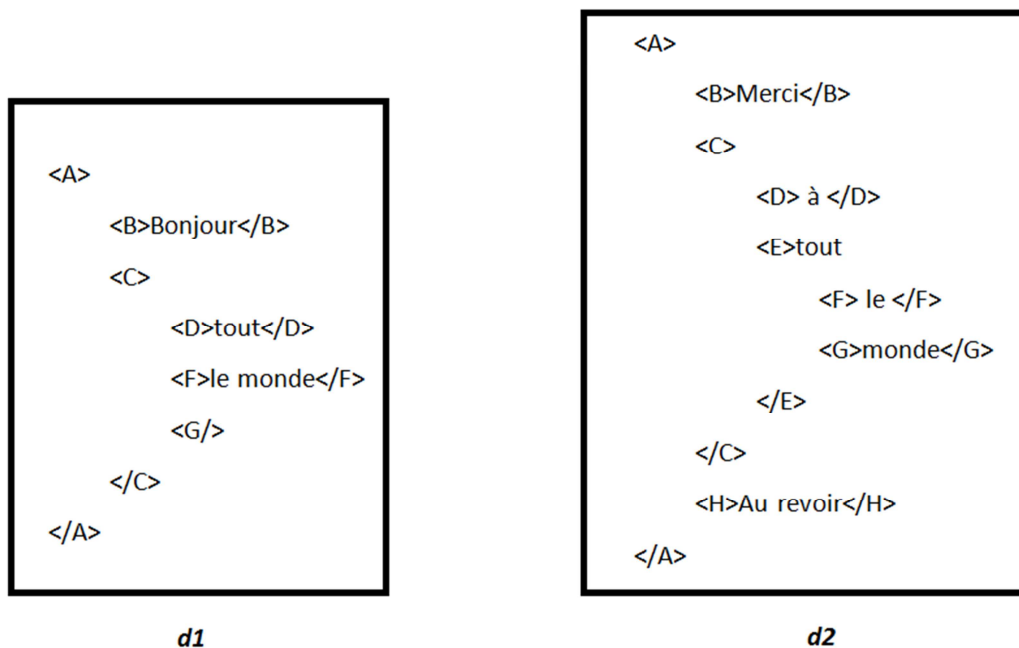 <A>
<B>Bonjour</B>
<C>
<D>tout</D>
<F>le monde</F>
<G/>
</C>
</A>
d1
<A>
<B>Merci</B>
<C>
<D> à </D>
<E>tout
<F> le </F>
<G>monde</G>
</E>
</C>
<H>Au revoir</H>
</A>
d2